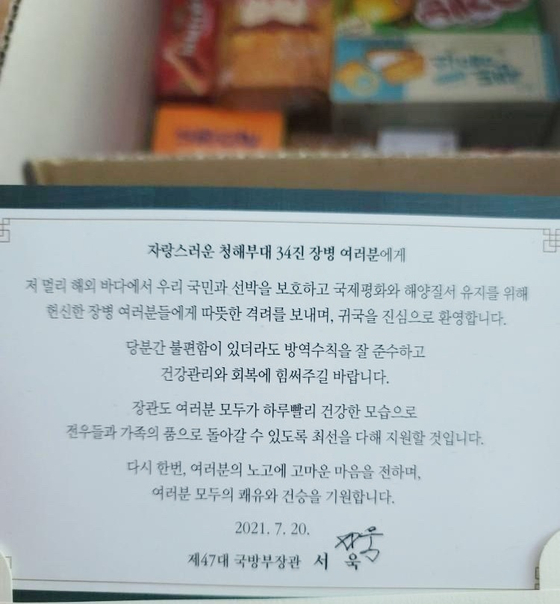 자랑스러운 청해부대 34진 장병 여러분에게
저 멀리 해외 바다에서 우리 국민과 선박을 보호하고 국제평화와 해양질서 유지를 위해
헌신한 장병 여러분들에게 따뜻한 격려를 보내며, 귀국을 진심으로 환영합니다.
당분간 불편함이 있더라도 방역수칙을 잘 준수하고
건강관리와 회복에 힘써주길 바랍니다.
장관도 여러분 모두가 하루빨리 건강한 모습으로
전우들과 가족의 품으로 돌아갈 수 있도록 최선을 다해 지원할 것입니다.
다시 한번, 여러분의 노고에 고마운 마음을 전하며,
여러분 모두의 쾌유와 건승을 기원합니다.
2021. 7. 20.
제47대 국방부장관 서 욱